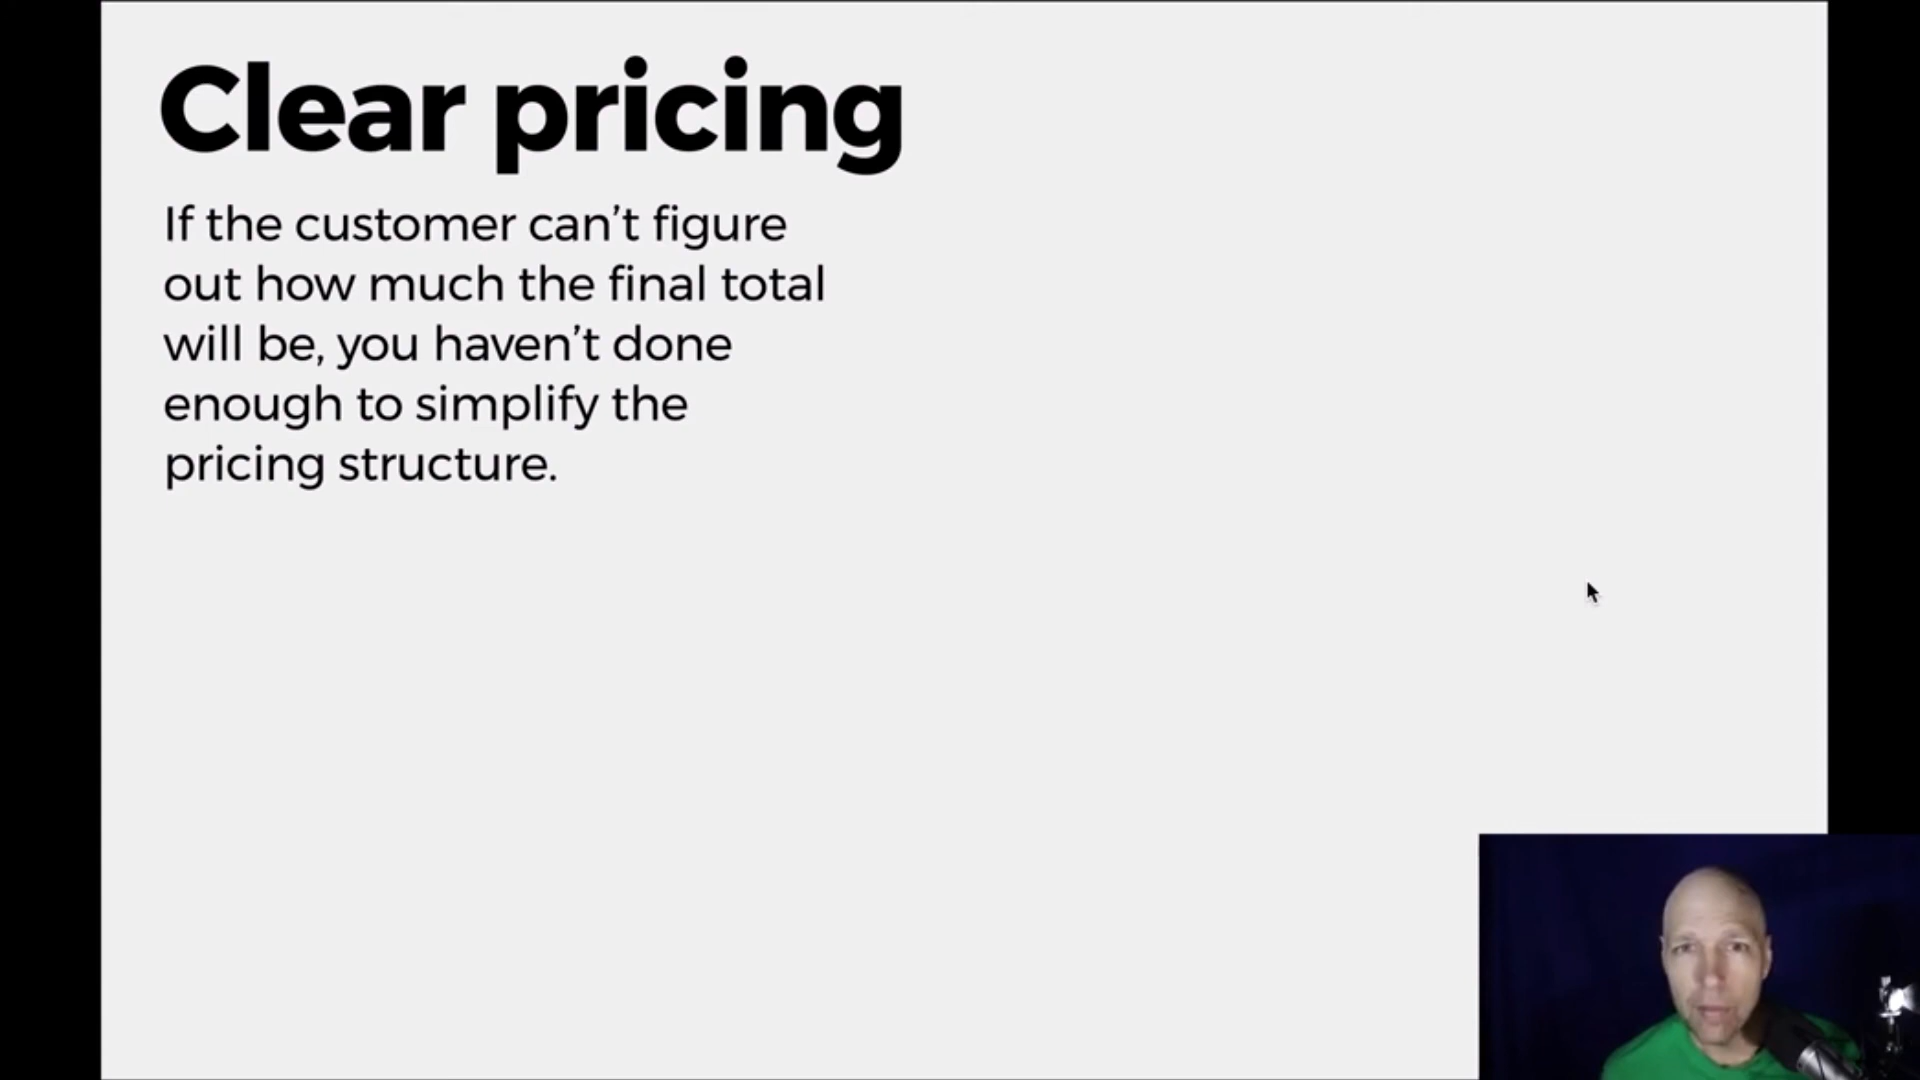 Clear pricing
If the customer can’t figure
out how much the final total
will be, you haven’t done
enough to simplify the
pricing structure.